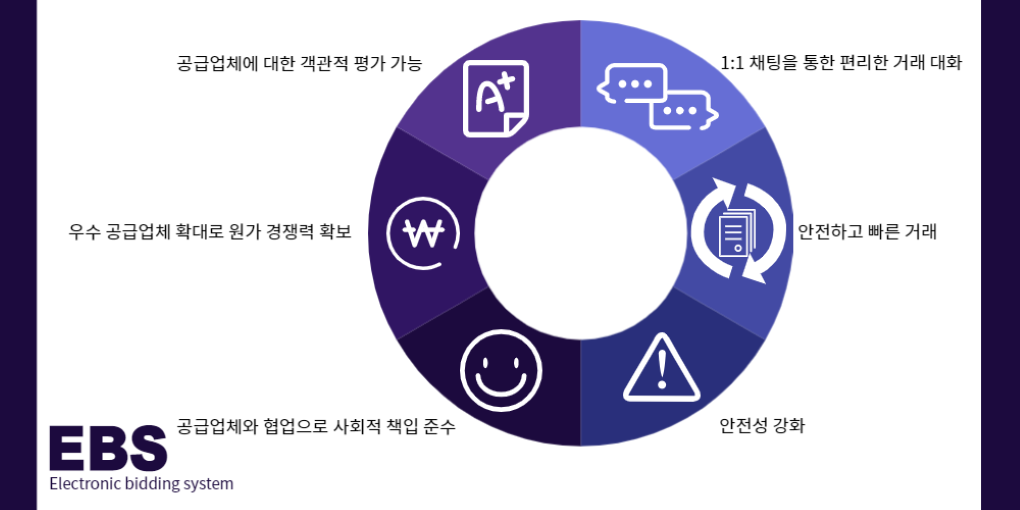 공급업체에 대한 객관적 평가 가능
1:1 채팅을 통한 편리한 거래 대화
A+
우수 공급업체 확대로 원가 경쟁력 확보
₩
안전하고 빠른 거래
공급업체와 협업으로 사회적 책임 준수
안전성 강화
EBS
Electronic bidding system